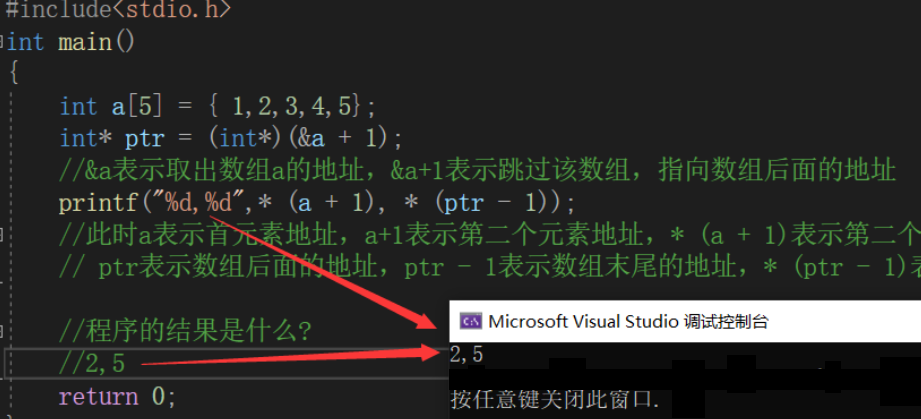 #include<stdio.h>
int main()
{
int a[5] = { 1,2,3,4,5};
int* ptr = (int*)(&a + 1);
//&a表示取出数组a的地址，&a+1表示跳过该数组，指向数组后面的地址
printf("%d,%d",* (a + 1), * (ptr - 1));
//此时a表示首元素地址，a+1表示第二个元素地址，* (a + 1)表示第二个
// ptr表示数组后面的地址，ptr - 1表示数组末尾的地址，* (ptr - 1)
//程序的结果是什么?
Microsoft Visual Studio 调试控制台
//2,5
2,5
return 0;
按任意键关闭此窗口.